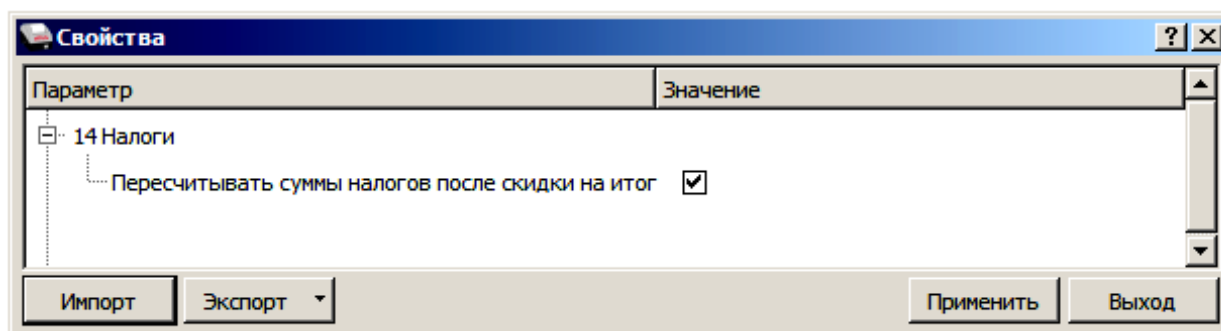 Свойства
Параметр Значение
14 Налоги
Пересчитывать суммы налогов после скидки на итог
Импорт Экспорт Применить Выход